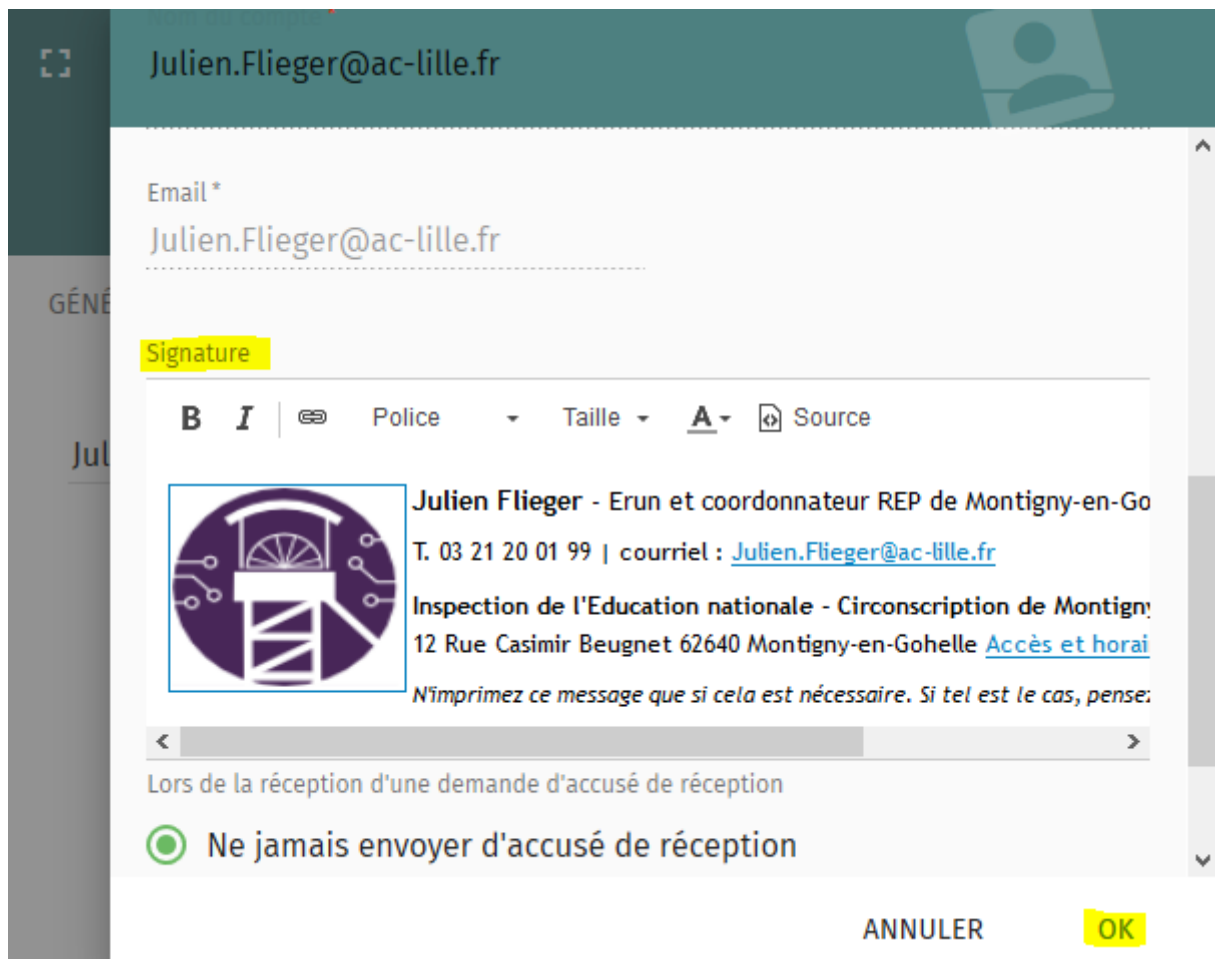 Nom du compte *
Julien.Flieger@ac-lille.fr
Email *
Julien.Flieger@ac-lille.fr
GÉNÉ
Signature
B I Police Taille A Source
Jul
Julien Flieger - Erun et coordonnateur REP de Montigny-en-Go
T. 03 21 20 01 99 | courriel : Julien.Flieger@ac-lille.fr
Inspection de l'Education nationale - Circonscription de Montigny
12 Rue Casimir Beugnet 62640 Montigny-en-Gohelle Accès et horai
N'imprimez ce message que si cela est nécessaire. Si tel est le cas, pensez
Lors de la réception d'une demande d'accusé de réception
Ne jamais envoyer d'accusé de réception
ANNULER OK